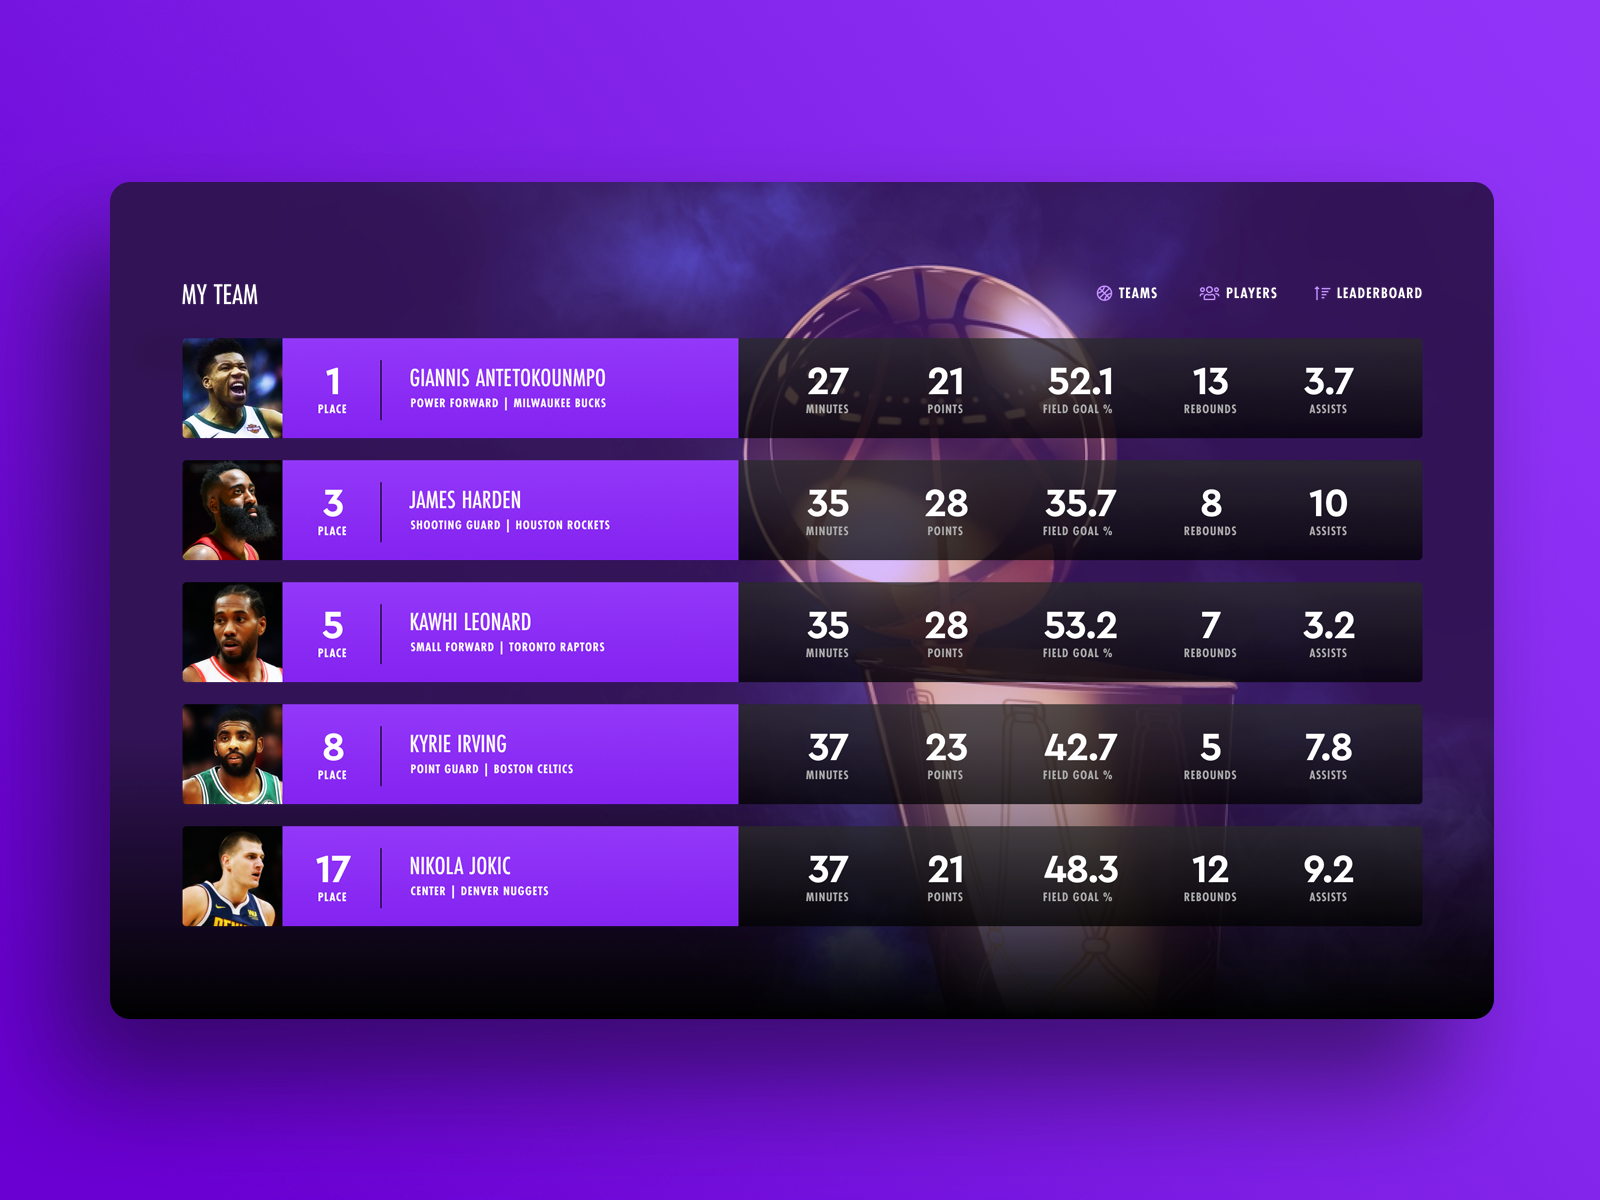 MY TEAM
TEAMS
PLAYERS
LEADERBOARD
1
PLACE
GIANNIS ANTETOKOUNMPO
POWER FORWARD | MILWAUKEE BUCKS
27
MINUTES
21
POINTS
52.1
FIELD GOAL %
13
REBOUNDS
3.7
ASSISTS
3
PLACE
JAMES HARDEN
SHOOTING GUARD | HOUSTON ROCKETS
35
MINUTES
28
POINTS
35.7
FIELD GOAL %
8
REBOUNDS
10
ASSISTS
5
PLACE
KAWHI LEONARD
SMALL FORWARD | TORONTO RAPTORS
35
MINUTES
28
POINTS
53.2
FIELD GOAL %
7
REBOUNDS
3.2
ASSISTS
8
PLACE
KYRIE IRVING
POINT GUARD | BOSTON CELTICS
37
MINUTES
23
POINTS
42.7
FIELD GOAL %
5
REBOUNDS
7.8
ASSISTS
17
PLACE
NIKOLA JOKIC
CENTER | DENVER NUGGETS
37
MINUTES
21
POINTS
48.3
FIELD GOAL %
12
REBOUNDS
9.2
ASSISTS